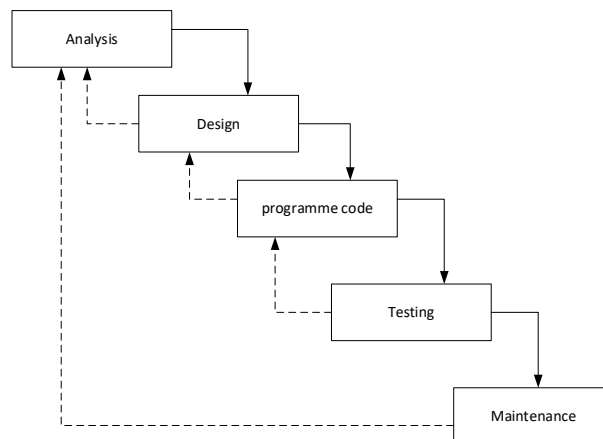 Analysis
Design
programme code
Testing
Maintenance